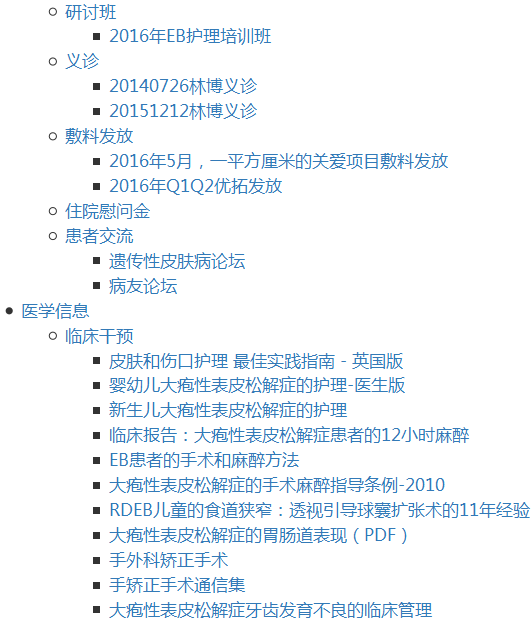 研讨班
2016年EB护理培训班
义诊
20140726林博义诊
20151212林博义诊
敷料发放
2016年5月，一平方厘米的关爱项目敷料发放
2016年Q1Q2优拓发放
住院慰问金
患者交流
遗传性皮肤病论坛
病友论坛
医学信息
临床干预
皮肤和伤口护理 最佳实践指南 - 英国版
婴幼儿大疱性表皮松解症的护理-医生版
新生儿大疱性表皮松解症的护理
临床报告：大疱性表皮松解症患者的12小时麻醉
EB患者的手术和麻醉方法
大疱性表皮松解症的手术麻醉指导条例-2010
RDEB儿童的食道狭窄：透视引导球囊扩张术的11年经验
大疱性表皮松解症的胃肠道表现（PDF）
手外科矫正手术
手矫正手术通信集
大疱性表皮松解症牙齿发育不良的临床管理